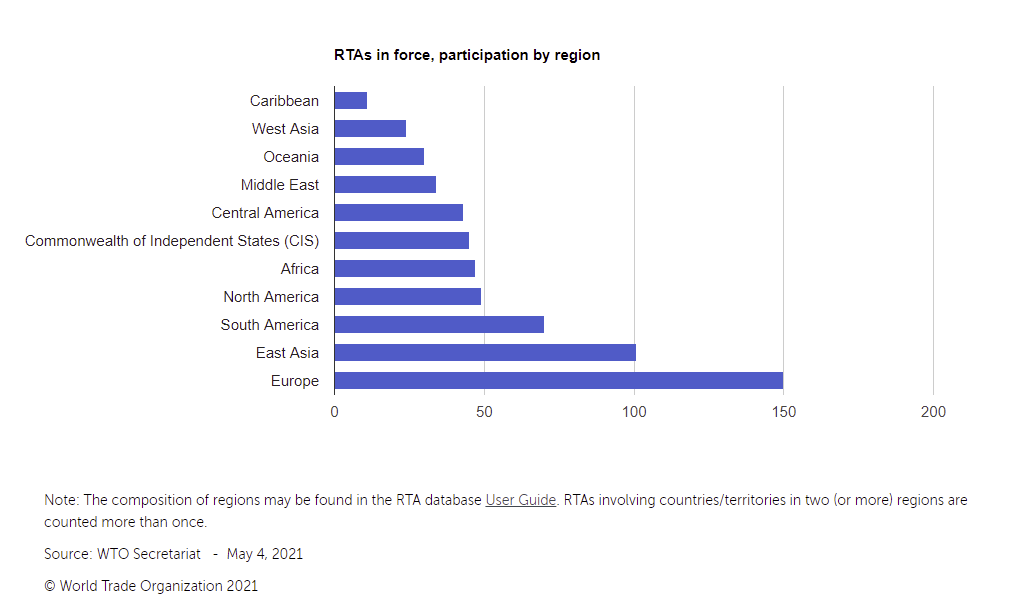 RTAs in force, participation by region
Caribbean
West Asia
Oceania
Middle East
Central America
Commonwealth of Independent States (CIS)
Africa
North America
South America
East Asia
Europe
0 50 100 150 200
Note: The composition of regions may be found in the RTA database User Guide. RTAs involving countries/territories in two (or more) regions are
counted more than once.
Source: WTO Secretariat - May 4, 2021
© World Trade Organization 2021